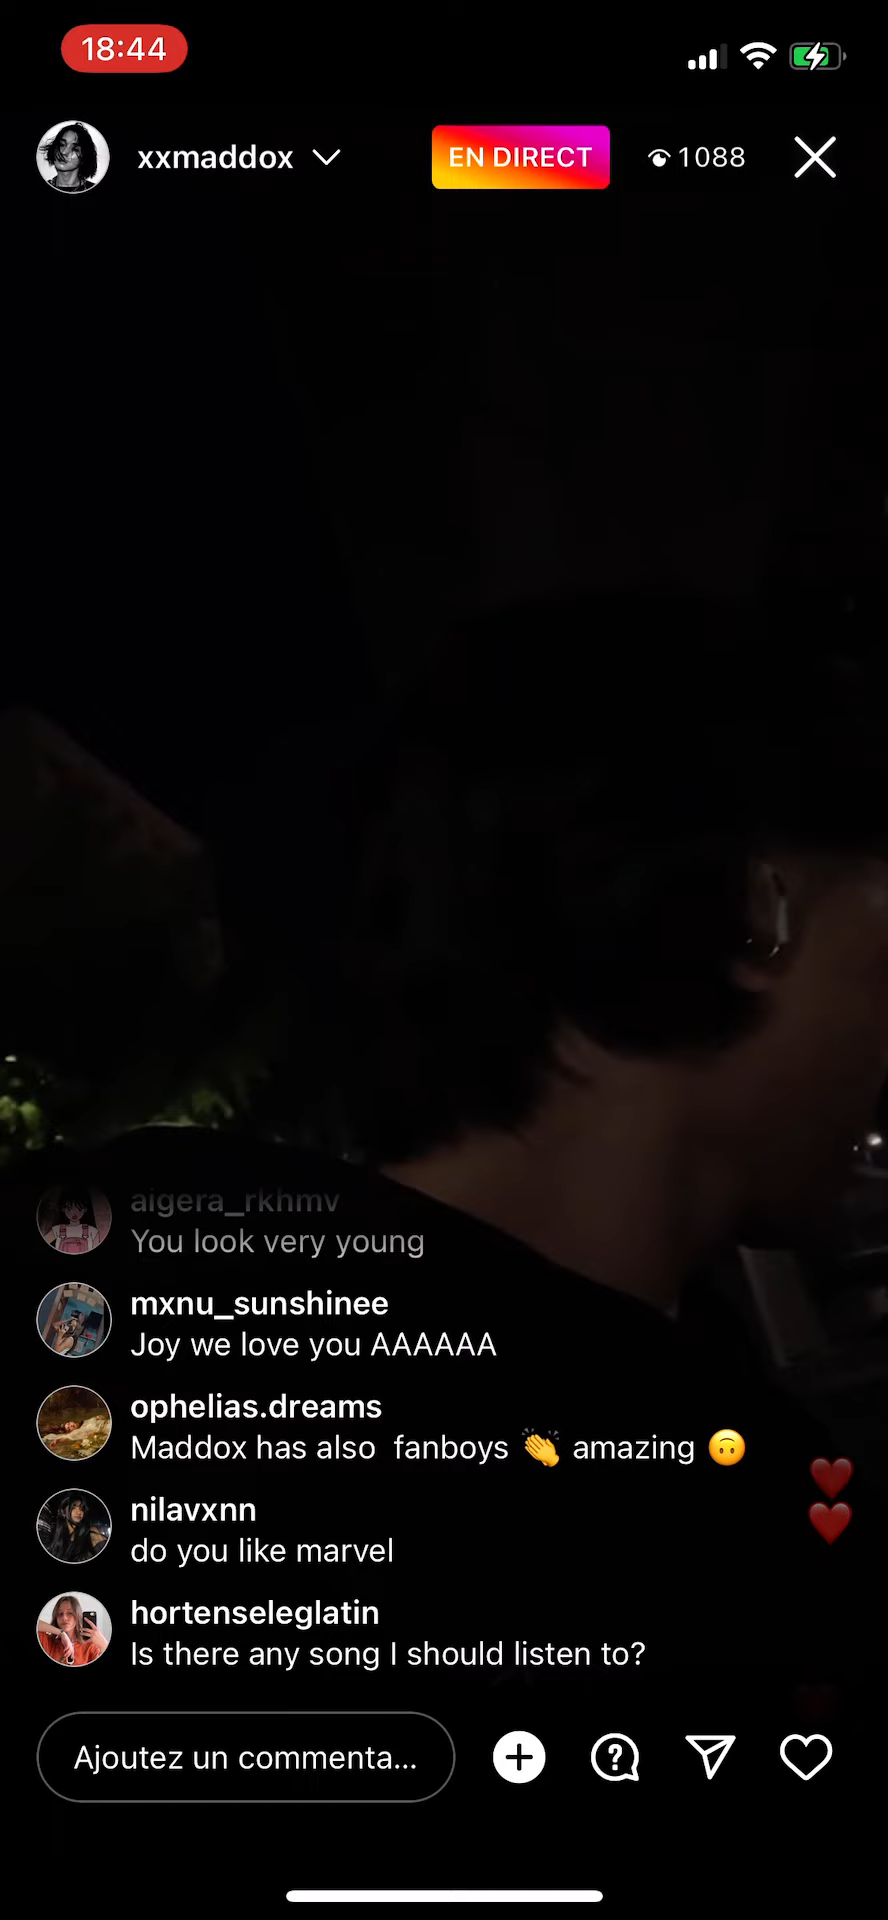 18:44
xxmaddox
EN DIRECT
1088
aigera_rkhmv
You look very young
mxnu_sunshinee
Joy we love you AAAAAA
ophelias.dreams
Maddox has also fanboys 👏 amazing 🙃
nilavxnn
do you like marvel
hortenseleglatin
Is there any song I should listen to?
Ajoutez un commenta...